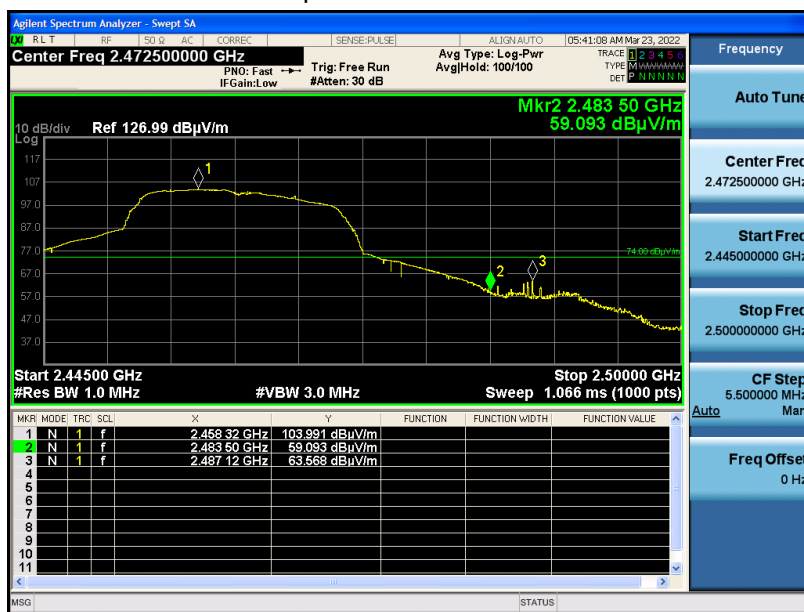 Agilent Spectrum Analyzer - Swept SA
LXI RLT RF 50 Ω AC CORREC SENSE:PULSE ALIGN AUTO 05:41:08 AM Mar 23, 2022
Center Freq 2.472500000 GHz
PNO: Fast
IFGain:Low
Trig: Free Run
#Atten: 30 dB
Avg Type: Log-Pwr
Avg|Hold: 100/100
TRACE 1 2 3 4 5 6
TYPE M
DET P N N N N N
Mkr2 2.483 50 GHz
59.093 dBµV/m
10 dB/div Ref 126.99 dBµV/m
Log
117
107
97.0
87.0
77.0
67.0
57.0
47.0
37.0
1
2
3
74.00 dBµV/m
Start 2.44500 GHz Stop 2.50000 GHz
#Res BW 1.0 MHz #VBW 3.0 MHz Sweep 1.066 ms (1000 pts)
MKR MODE TRC SCL X Y FUNCTION FUNCTION WIDTH FUNCTION VALUE
1 N 1 f 2.458 32 GHz 103.991 dBµV/m
2 N 1 f 2.483 50 GHz 59.093 dBµV/m
3 N 1 f 2.487 12 GHz 63.568 dBµV/m
4
5
6
7
8
9
10
11
MSG STATUS
Frequency
Auto Tune
Center Freq
2.472500000 GHz
Start Freq
2.445000000 GHz
Stop Freq
2.500000000 GHz
CF Step
5.500000 MHz
Auto Man
Freq Offset
0 Hz